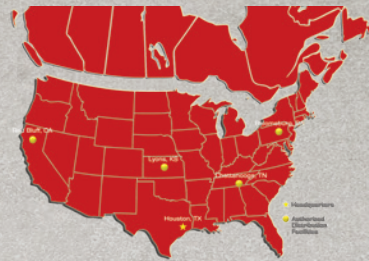 Red Bluff, CA
Lyons, KS
Chattanooga, TN
Houston, TX
Headquarters
Authorized
Distribution
Facilities